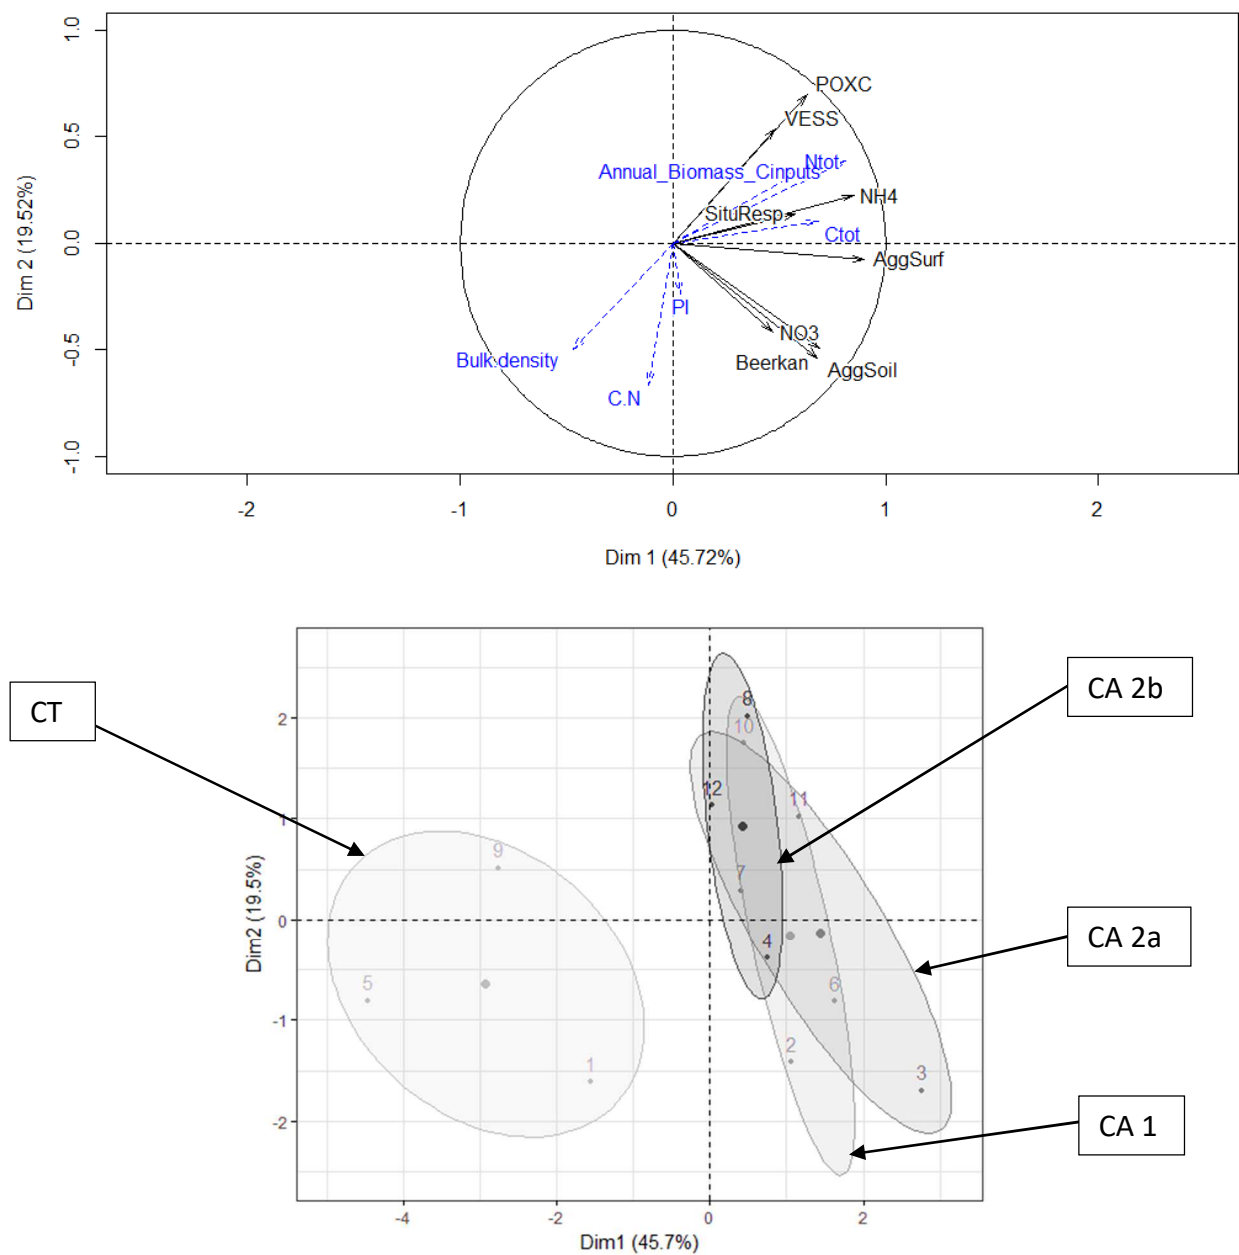 1.0
POXC
VESS
0.5
Ntot
Annual_Biomass_Cinputs
NH4
SituResp
Ctot
0.0
AggSurf
PI
NO3
Beerkan
AggSoil
-0.5
Bulk.density
C.N
-1.0
Dim 2 (19.52%)
-2 -1 0 1 2
Dim 1 (45.72%)
CT
CA 2b
CA 2a
CA 1
8
2
10
12
11
1
9
7
0
4
5
6
-1
2
1
3
-2
Dim2 (19.5%)
-4 -2 0 2
Dim1 (45.7%)